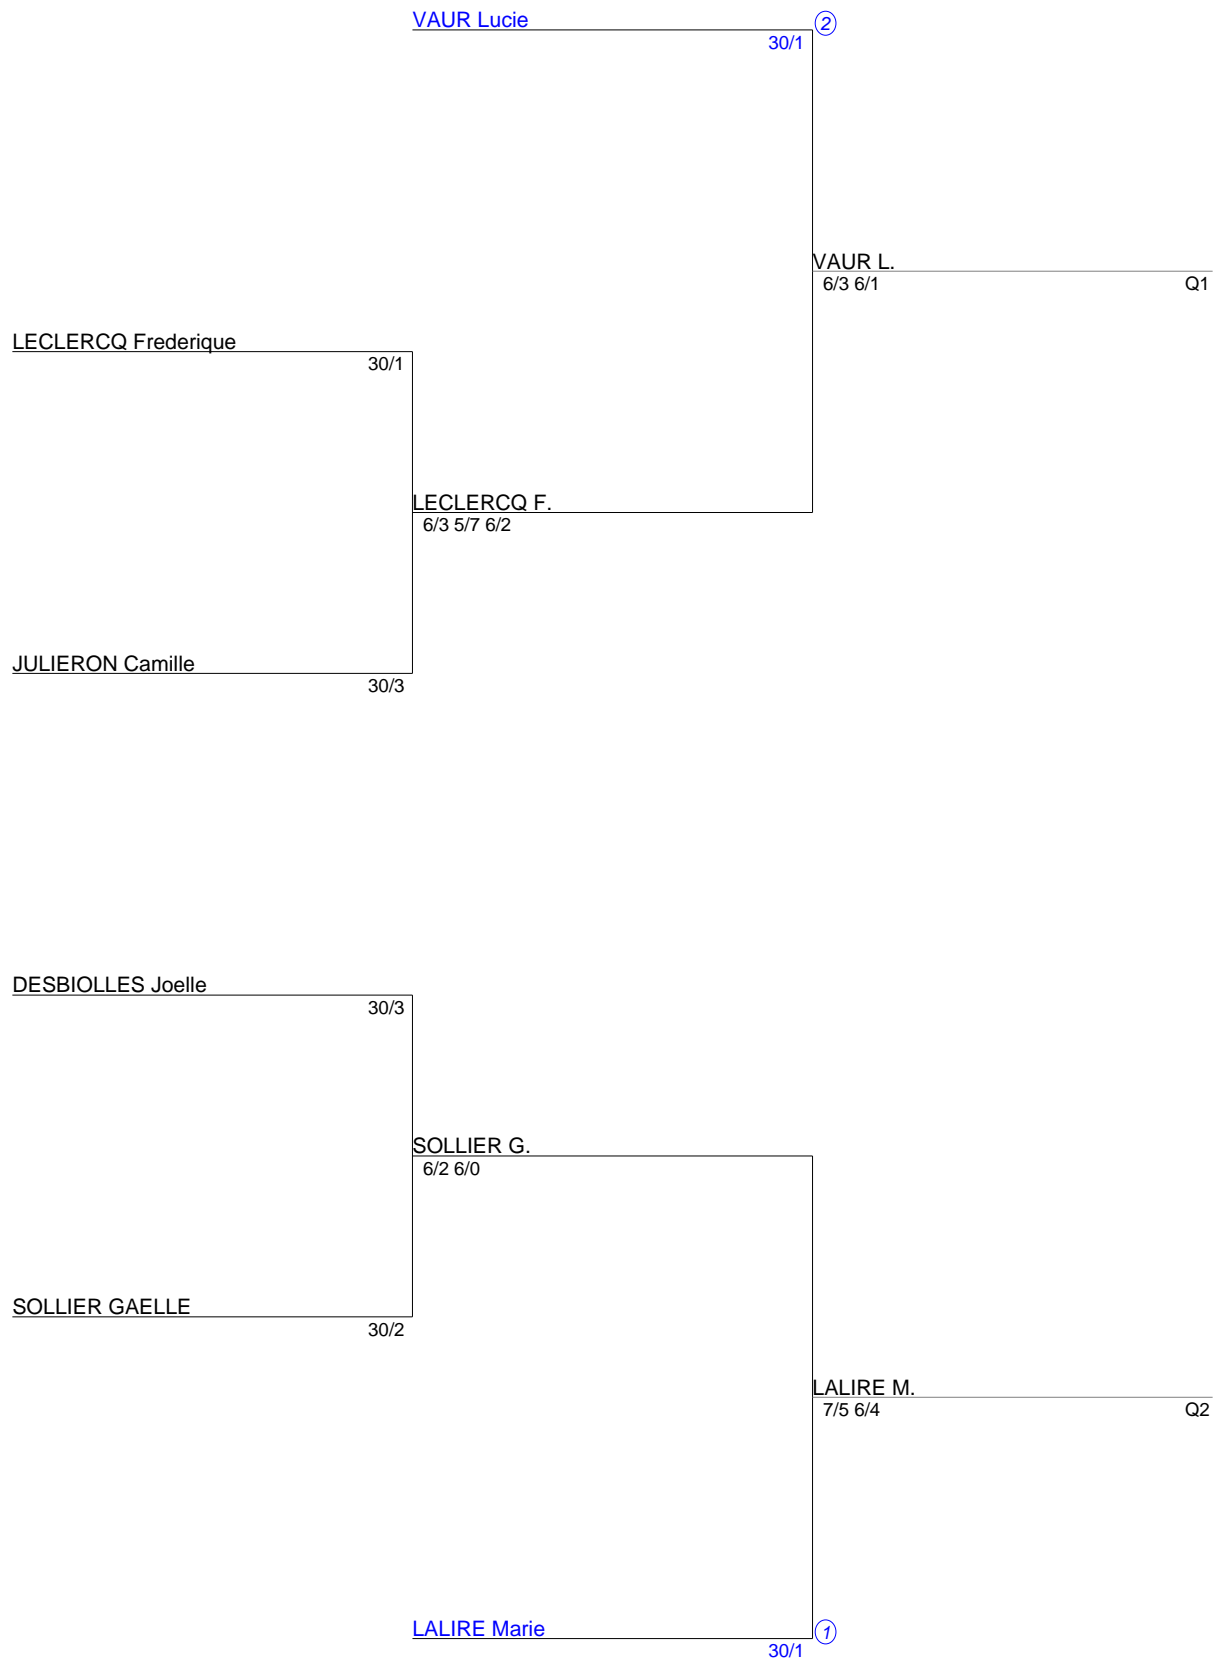 VAUR Lucie
2
30/1
VAUR L.
6/3 6/1
Q1
LECLERCQ Frederique
30/1
LECLERCQ F.
6/3 5/7 6/2
JULIERON Camille
30/3
DESBIOLLES Joelle
30/3
SOLLIER G.
6/2 6/0
SOLLIER GAELLE
30/2
LALIRE M.
7/5 6/4
Q2
LALIRE Marie
1
30/1